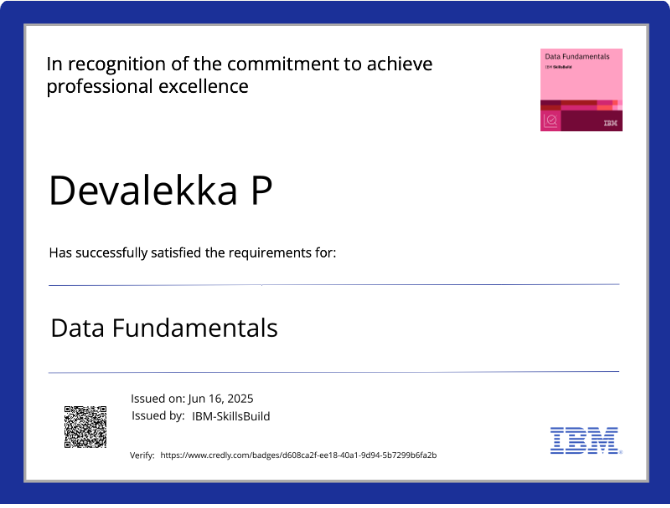 In recognition of the commitment to achieve
professional excellence
Data Fundamentals
IBM SkillsBuild
IBM
Devalekka P
Has successfully satisfied the requirements for:
Data Fundamentals
Issued on: Jun 16, 2025
Issued by: IBM-SkillsBuild
Verify: https://www.credly.com/badges/d608ca2f-ee18-40a1-9d94-5b7299b6fa2b
IBM®